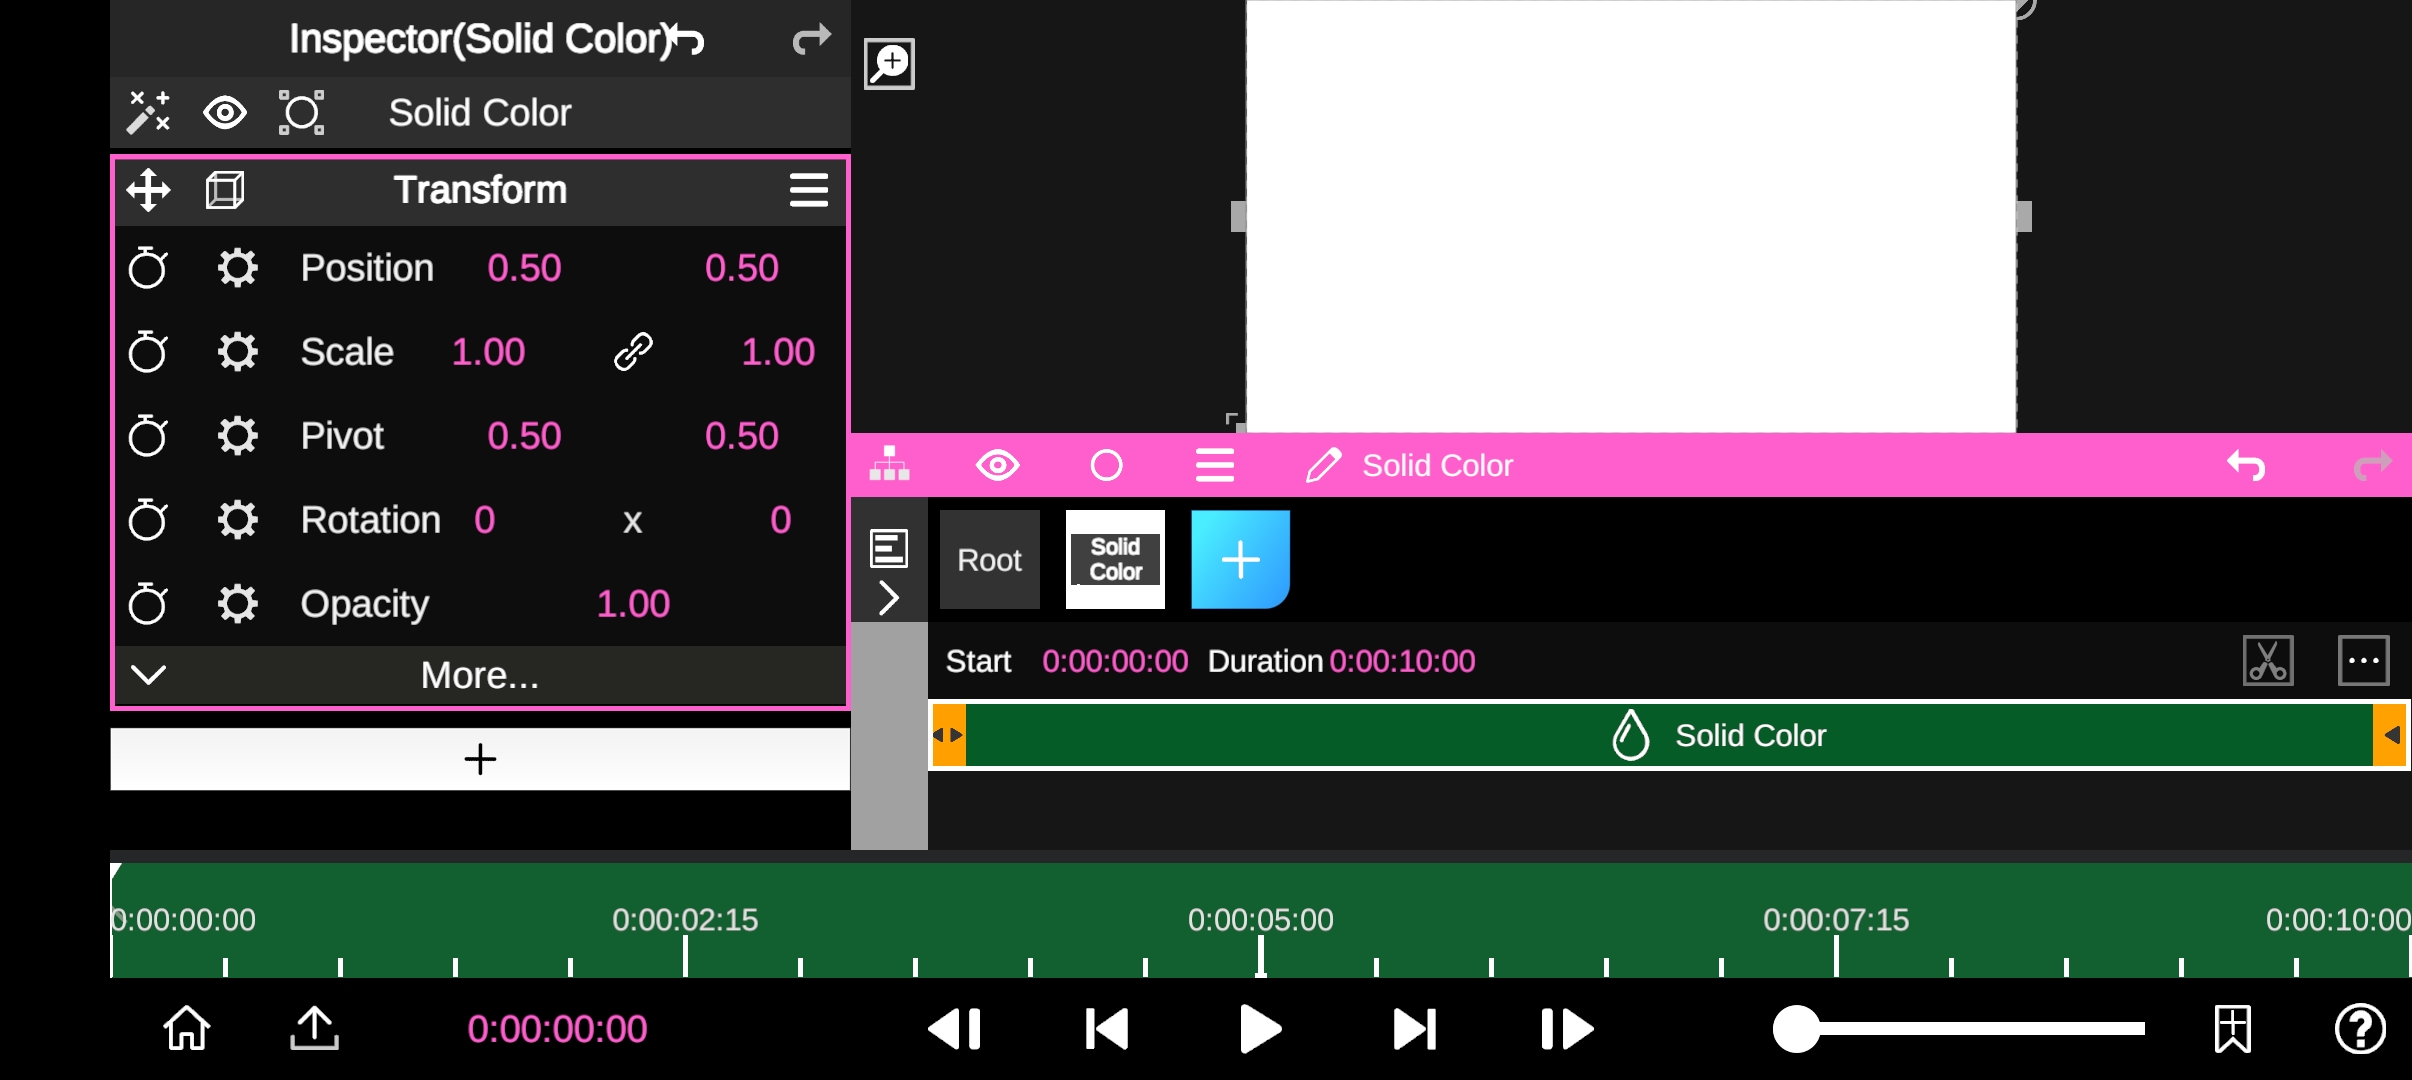 Inspector(Solid Color)
Solid Color
Transform
Position 0.50 0.50
Scale 1.00 1.00
Pivot 0.50 0.50
Rotation 0 x 0
Opacity 1.00
More...
+
Solid Color
Root
Solid
Color
+
Start 0:00:00:00 Duration 0:00:10:00
Solid Color
0:00:00:00 0:00:02:15 0:00:05:00 0:00:07:15 0:00:10:00
0:00:00:00